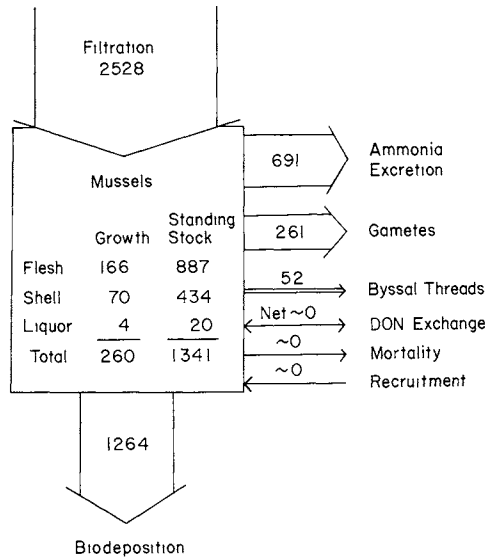 Filtration
2528
Mussels
Growth Standing Stock
Flesh 166 887
Shell 70 434
Liquor 4 20
Total 260 1341
691
Ammonia
Excretion
261
Gametes
52
Byssal Threads
Net ~0
DON Exchange
~0
Mortality
~0
Recruitment
1264
Biodeposition